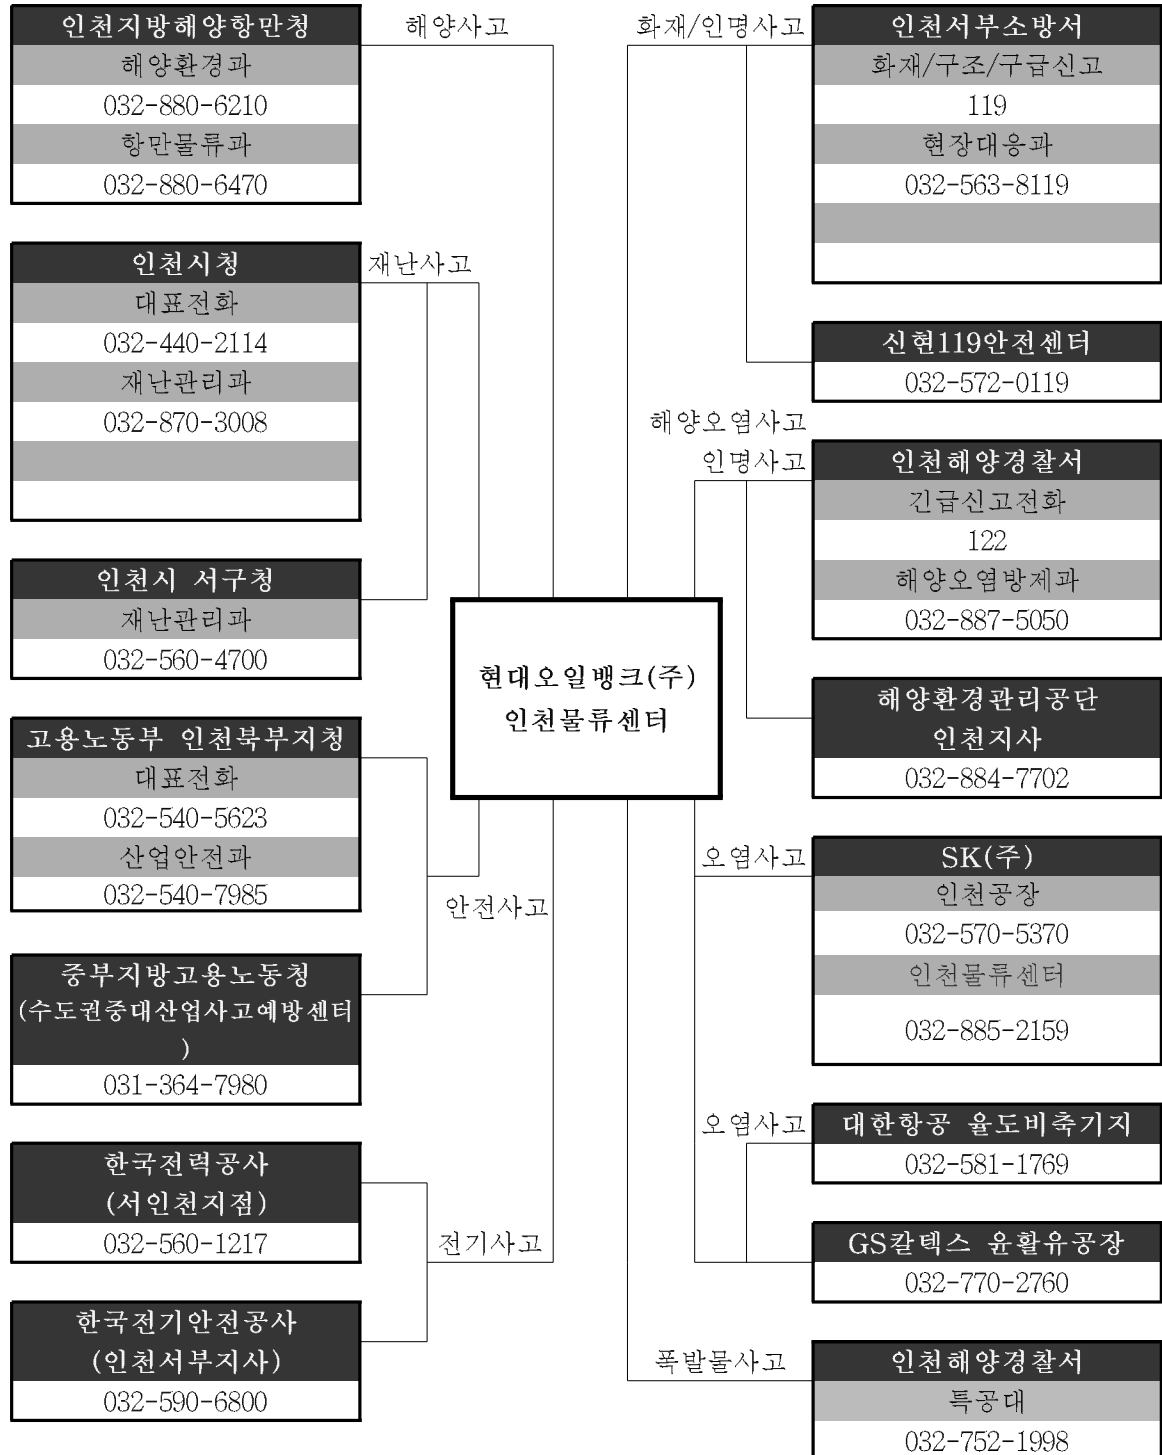 인천지방해양항만청
해양환경과
032-880-6210
항만물류과
032-880-6470
해양사고
인천시청
대표전화
032-440-2114
재난관리과
032-870-3008
재난사고
인천시 서구청
재난관리과
032-560-4700
고용노동부 인천북부지청
대표전화
032-540-5623
산업안전과
032-540-7985
안전사고
중부지방고용노동청
(수도권중대산업사고예방센터
)
031-364-7980
한국전력공사
(서인천지점)
032-560-1217
전기사고
한국전기안전공사
(인천서부지사)
032-590-6800
현대오일뱅크(주)
인천물류센터
화재/인명사고
인천서부소방서
화재/구조/구급신고
119
현장대응과
032-563-8119
신현119안전센터
032-572-0119
해양오염사고
인명사고
인천해양경찰서
긴급신고전화
122
해양오염방제과
032-887-5050
해양환경관리공단
인천지사
032-884-7702
오염사고
SK(주)
인천공장
032-570-5370
인천물류센터
032-885-2159
오염사고
대한항공 율도비축기지
032-581-1769
GS칼텍스 윤활유공장
032-770-2760
폭발물사고
인천해양경찰서
특공대
032-752-1998